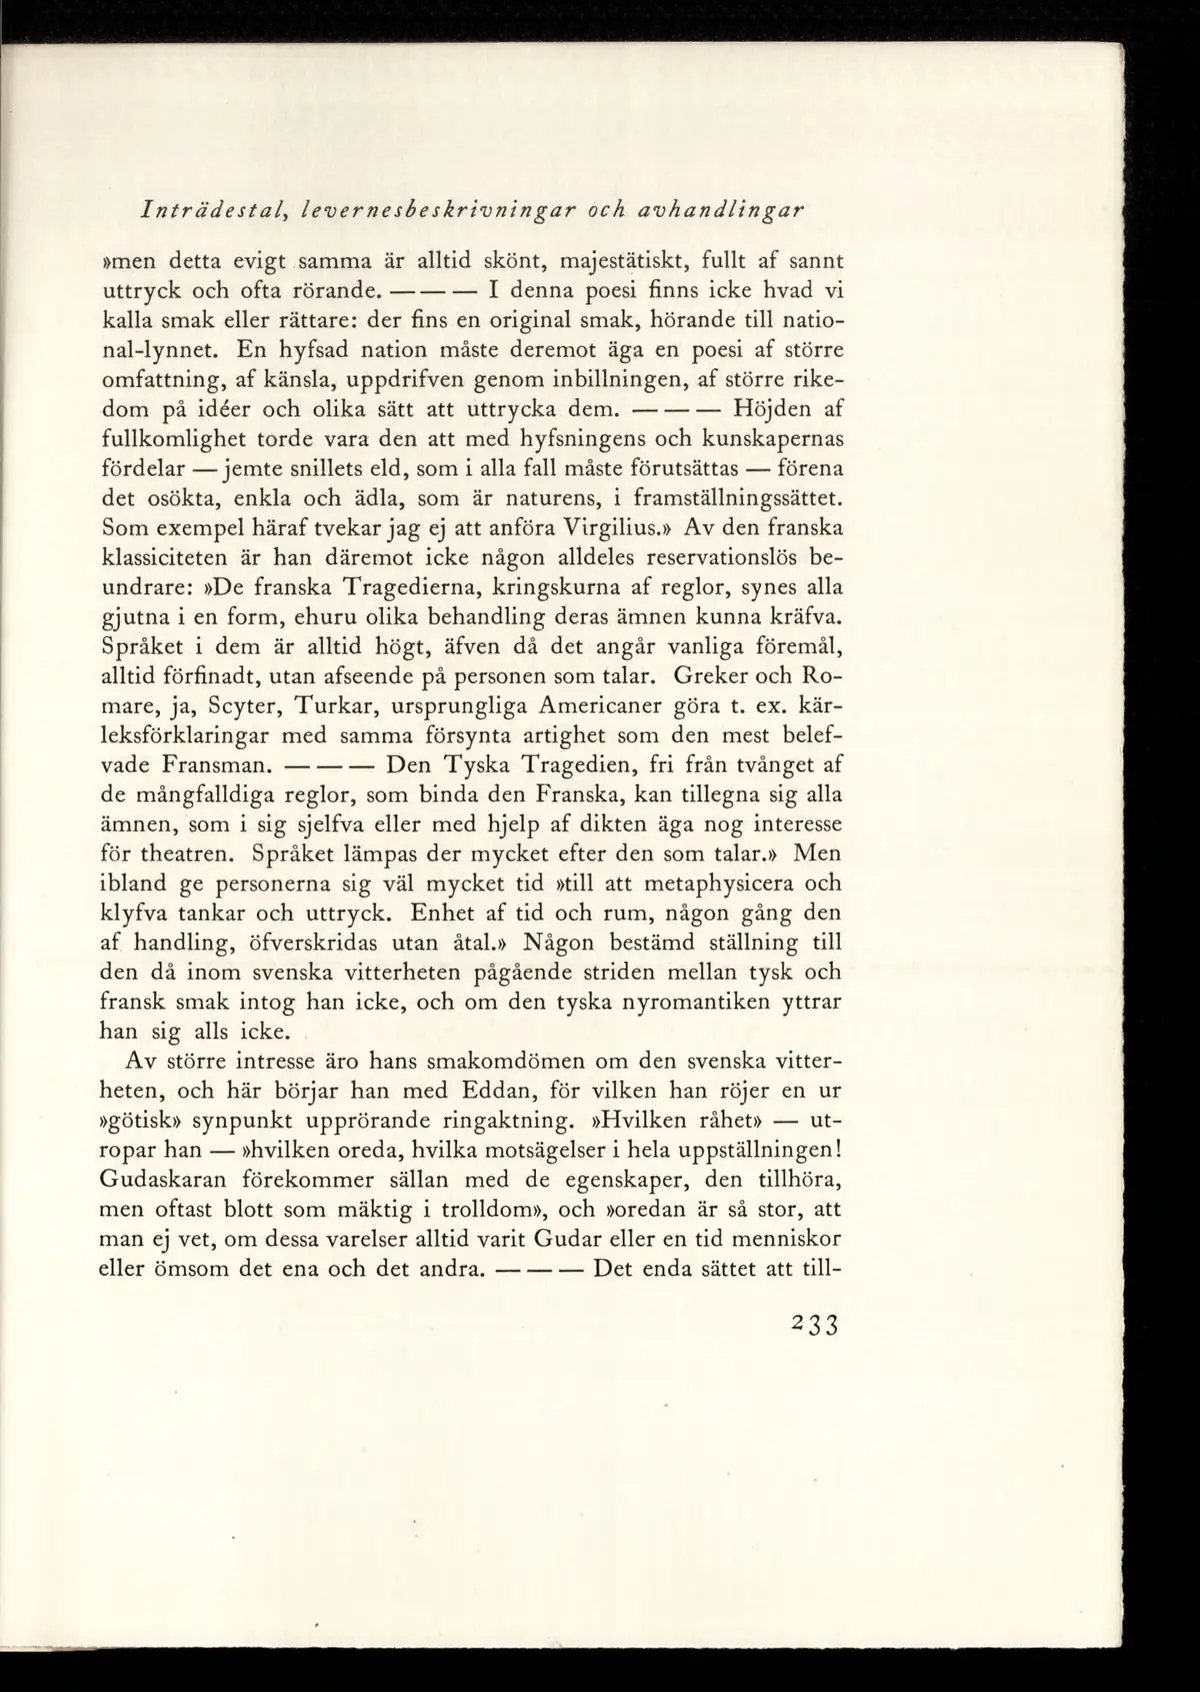 Inträdestal, levernesbeskrivningar och avhandlingar
»men detta evigt samma är alltid skönt, majestätiskt, fullt af sannt
uttryck och ofta rörande. — — — I denna poesi finns icke hvad vi
kalla smak eller rättare: der fins en original smak, hörande till natio-
nal-lynnet. En hyfsad nation måste deremot äga en poesi af större
omfattning, af känsla, uppdrifven genom inbillningen, af större rike-
dom på idéer och olika sätt att uttrycka dem. — — — Höjden af
fullkomlighet torde vara den att med hyfsningens och kunskapernas
fördelar — jemte snillets eld, som i alla fall måste förutsättas — förena
det osökta, enkla och ädla, som är naturens, i framställningssättet.
Som exempel häraf tvekar jag ej att anföra Virgilius.» Av den franska
klassiciteten är han däremot icke någon alldeles reservationslös be-
undrare: »De franska Tragedierna, kringskurna af reglor, synes alla
gjutna i en form, ehuru olika behandling deras ämnen kunna kräfva.
Språket i dem är alltid högt, äfven då det angår vanliga föremål,
alltid förfinadt, utan afseende på personen som talar. Greker och Ro-
mare, ja, Scyter, Turkar, ursprungliga Americaner göra t. ex. kär-
leksförklaringar med samma försynta artighet som den mest belef-
vade Fransman. — — — Den Tyska Tragedien, fri från tvånget af
de mångfalldiga reglor, som binda den Franska, kan tillegna sig alla
ämnen, som i sig sjelfva eller med hjelp af dikten äga nog interesse
för theatren. Språket lämpas der mycket efter den som talar.» Men
ibland ge personerna sig väl mycket tid »till att metaphysicera och
klyfva tankar och uttryck. Enhet af tid och rum, någon gång den
af handling, öfverskridas utan åtal.» Någon bestämd ställning till
den då inom svenska vitterheten pågående striden mellan tysk och
fransk smak intog han icke, och om den tyska nyromantiken yttrar
han sig alls icke.
Av större intresse äro hans smakomdömen om den svenska vitter-
heten, och här börjar han med Eddan, för vilken han röjer en ur
»götisk» synpunkt upprörande ringaktning. »Hvilken råhet» — ut-
ropar han — »hvilken oreda, hvilka motsägelser i hela uppställningen!
Gudaskaran förekommer sällan med de egenskaper, den tillhöra,
men oftast blott som mäktig i trolldom», och »oredan är så stor, att
man ej vet, om dessa varelser alltid varit Gudar eller en tid menniskor
eller ömsom det ena och det andra. — — — Det enda sättet att till-
233